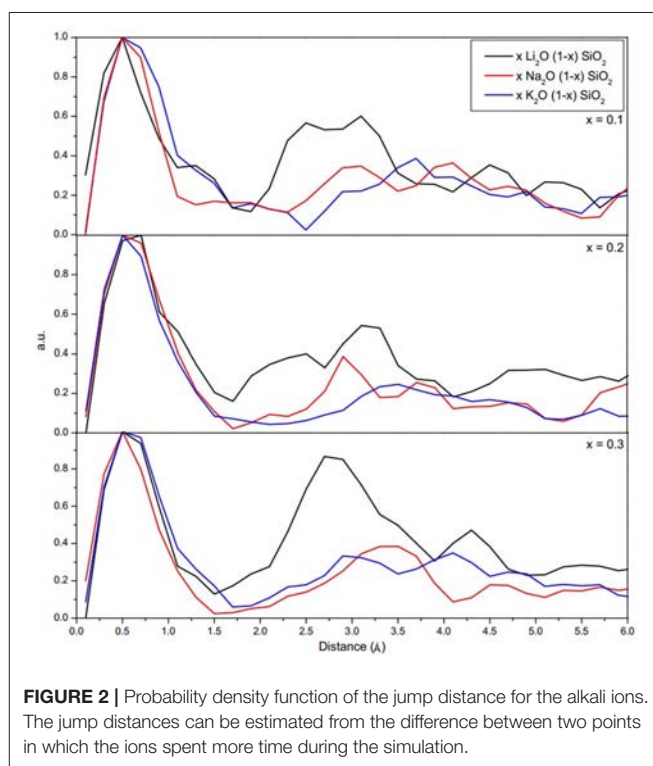 x Li₂O (1-x) SiO₂
x Na₂O (1-x) SiO₂
x K₂O (1-x) SiO₂
x = 0.1
1.0
0.8
0.6
0.4
0.2
0.0
x = 0.2
0.8
0.6
0.4
0.2
0.0
a.u.
x = 0.3
0.8
0.6
0.4
0.2
0.0
0.0 0.5 1.0 1.5 2.0 2.5 3.0 3.5 4.0 4.5 5.0 5.5 6.0
Distance (Å)
FIGURE 2 | Probability density function of the jump distance for the alkali ions.
The jump distances can be estimated from the difference between two points
in which the ions spent more time during the simulation.